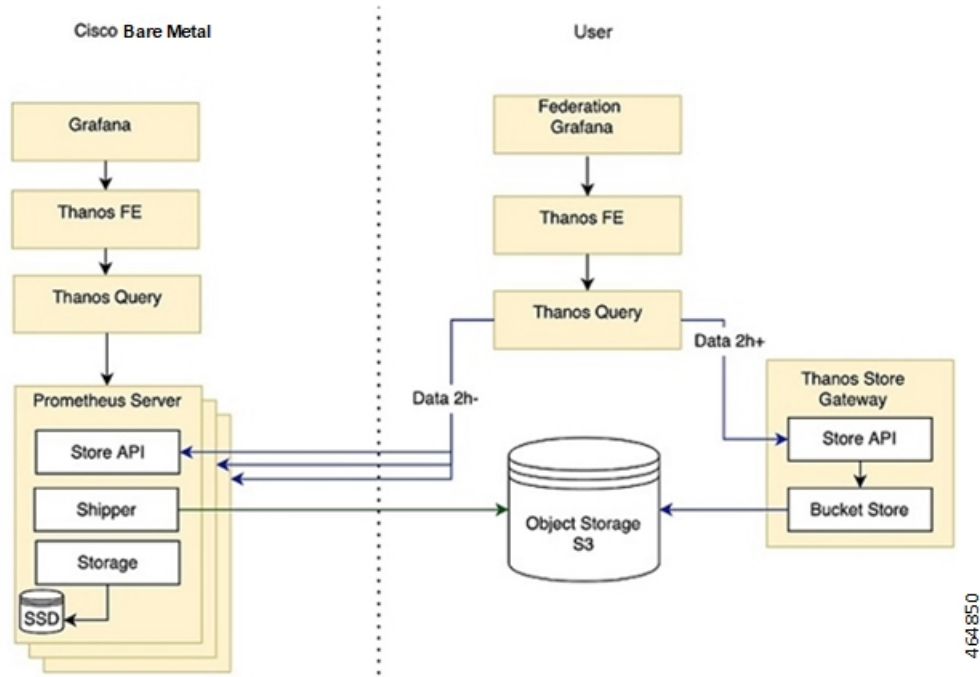 Cisco Bare Metal
User
Grafana
Thanos FE
Thanos Query
Prometheus Server
Store API
Shipper
Storage
SSD
Federation
Grafana
Thanos FE
Thanos Query
Data 2h-
Data 2h+
Object Storage
S3
Thanos Store
Gateway
Store API
Bucket Store
464850